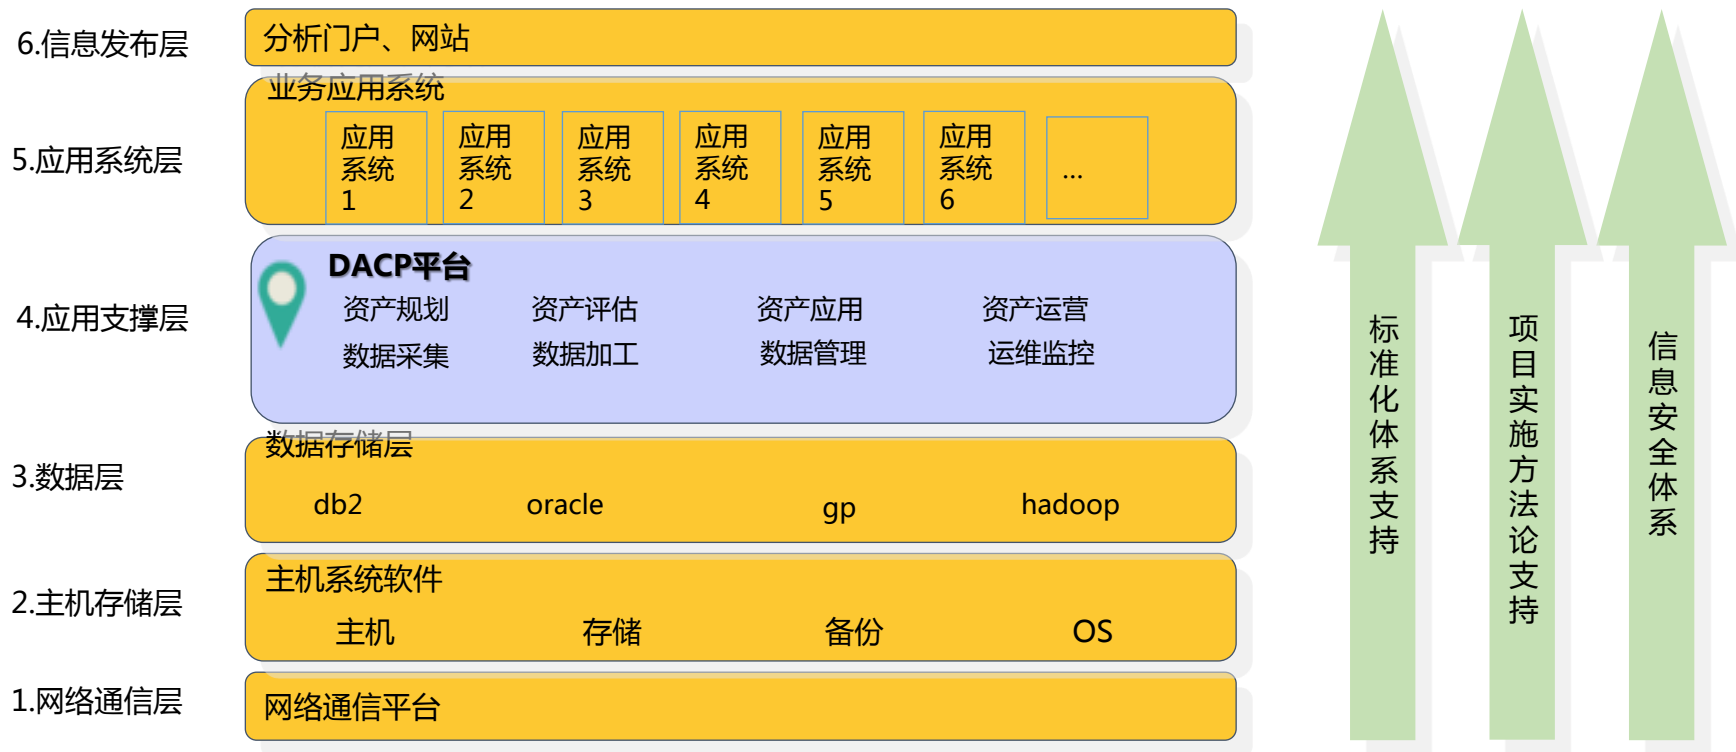 6.信息发布层
分析门户、网站
业务应用系统
5.应用系统层
应用
系统
1
应用
系统
2
应用
系统
3
应用
系统
4
应用
系统
5
应用
系统
6
...
DACP平台
4.应用支撑层
资产规划
资产评估
资产应用
资产运营
数据采集
数据加工
数据管理
运维监控
数据存储层
3.数据层
db2
oracle
gp
hadoop
主机系统软件
2.主机存储层
主机
存储
备份
OS
1.网络通信层
网络通信平台
标准化体系支持
项目实施方法论支持
信息安全体系